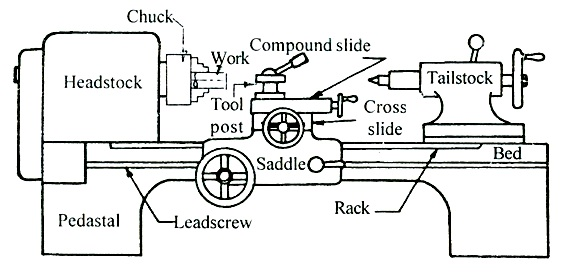 Chuck
Work
Compound slide
Headstock
Tailstock
Tool
post
Cross
slide
Saddle
Bed
Pedastal
Leadscrew
Rack